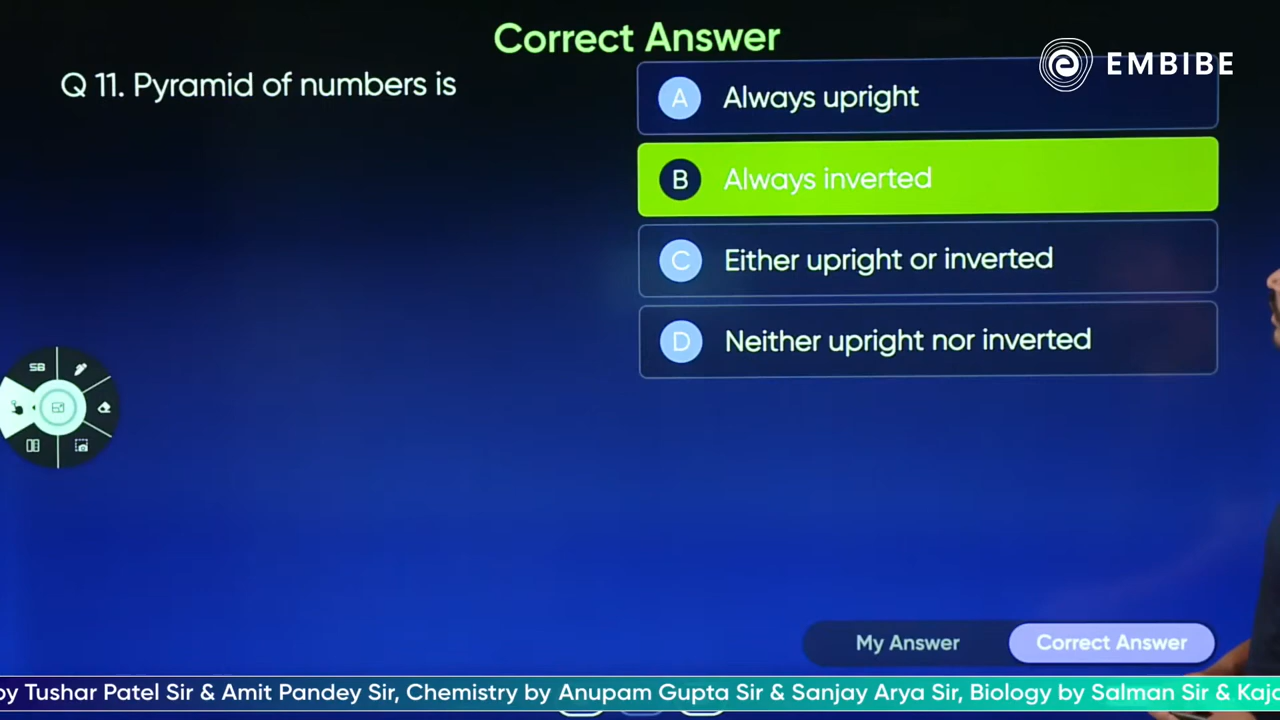 Correct Answer
EMBIBE
Q 11. Pyramid of numbers is
A Always upright
B Always inverted
C Either upright or inverted
D Neither upright nor inverted
SB
My Answer
Correct Answer
by Tushar Patel Sir & Amit Pandey Sir, Chemistry by Anupam Gupta Sir & Sanjay Arya Sir, Biology by Salman Sir &